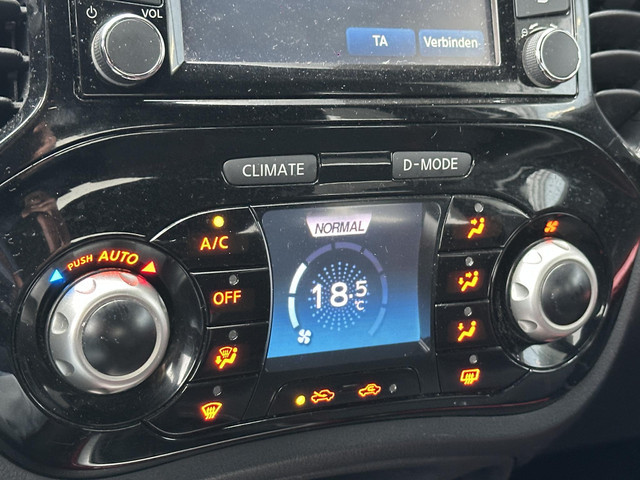 VOL
TA
Verbinden
CLIMATE
D-MODE
NORMAL
PUSH AUTO
A/C
OFF
18.5
°C